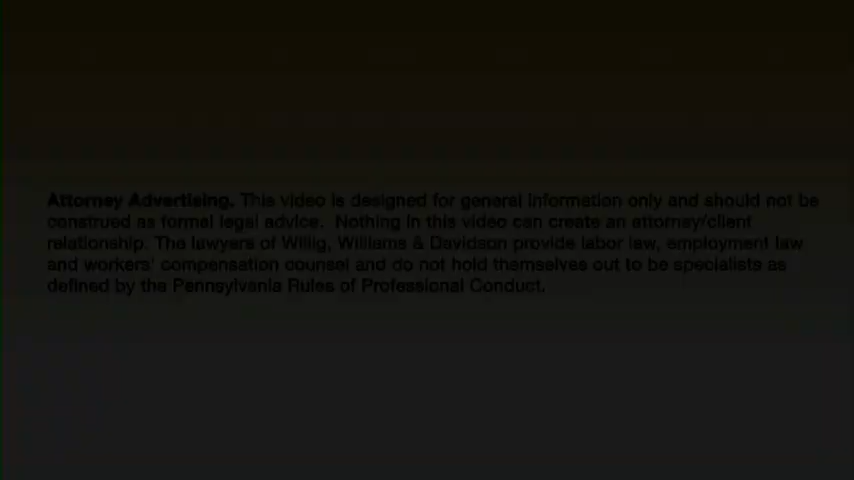 Attorney Advertising. This video is designed for general information only and should not be
construed as formal legal advice. Nothing in this video can create an attorney/client
relationship. The lawyers of Willig, Williams & Davidson provide labor law, employment law
and workers' compensation counsel and do not hold themselves out to be specialists as
defined by the Pennsylvania Rules of Professional Conduct.